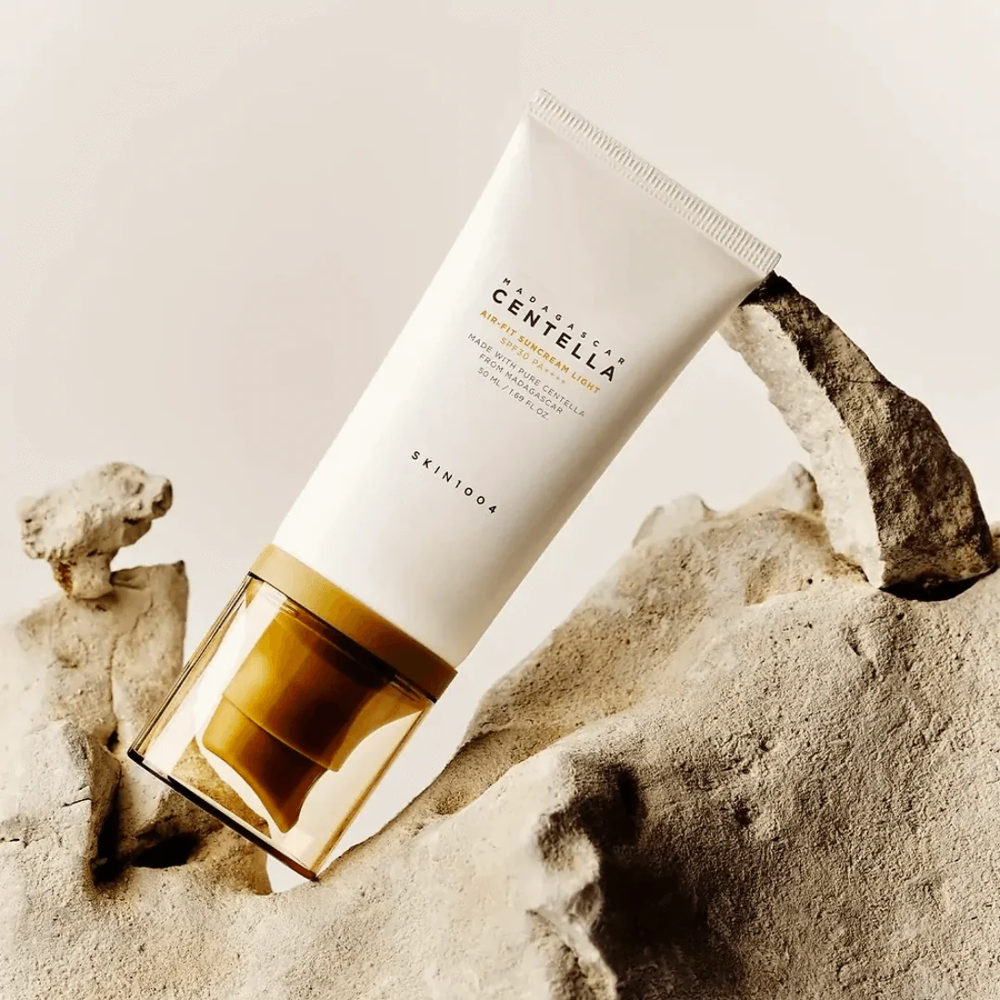 MADAGASCAR
CENTELLA
AIR-FIT SUNCREAM LIGHT
SPF30 PA++++
MADE WITH PURE CENTELLA
FROM MADAGASCAR
50 ML / 1.69 FL.OZ.
SKIN1004